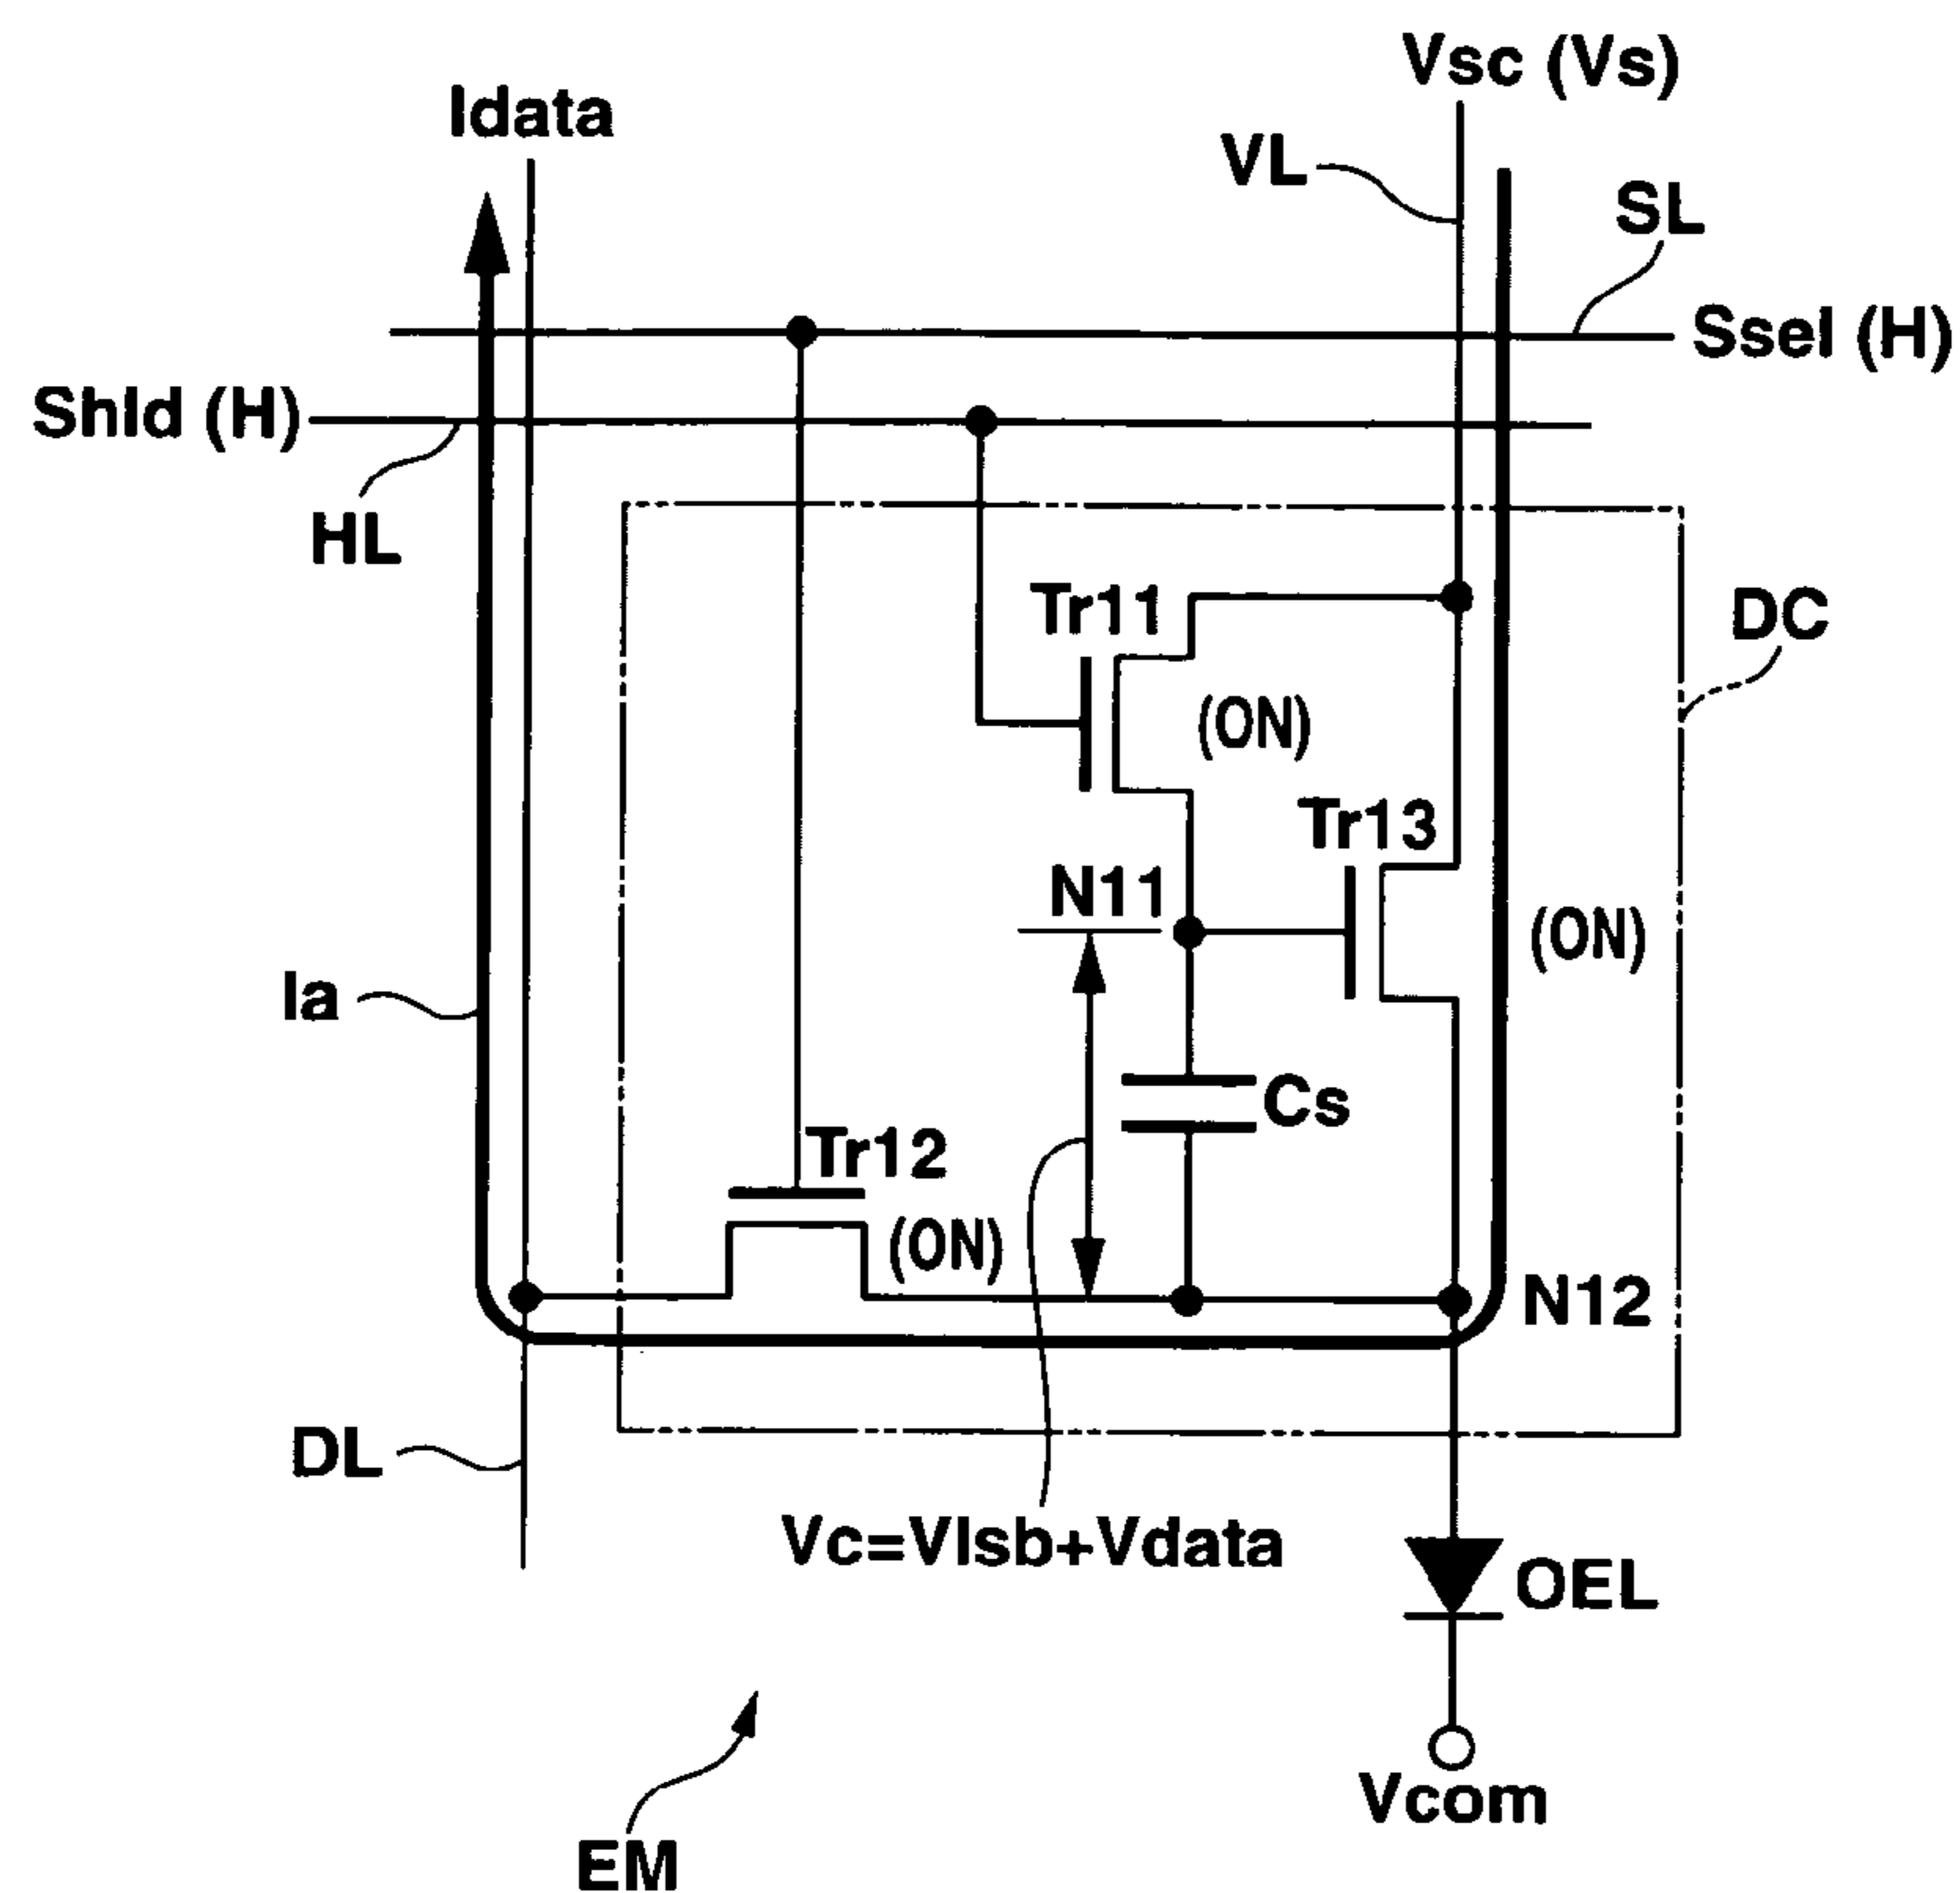 Vsc (Vs)
Idata
VL
SL
Ssel (H)
Shld (H)
HL
Tr11
DC
(ON)
Tr13
N11
(ON)
Ia
Cs
Tr12
(ON)
N12
DL
Vc=Vlsb+Vdata
OEL
Vcom
EM